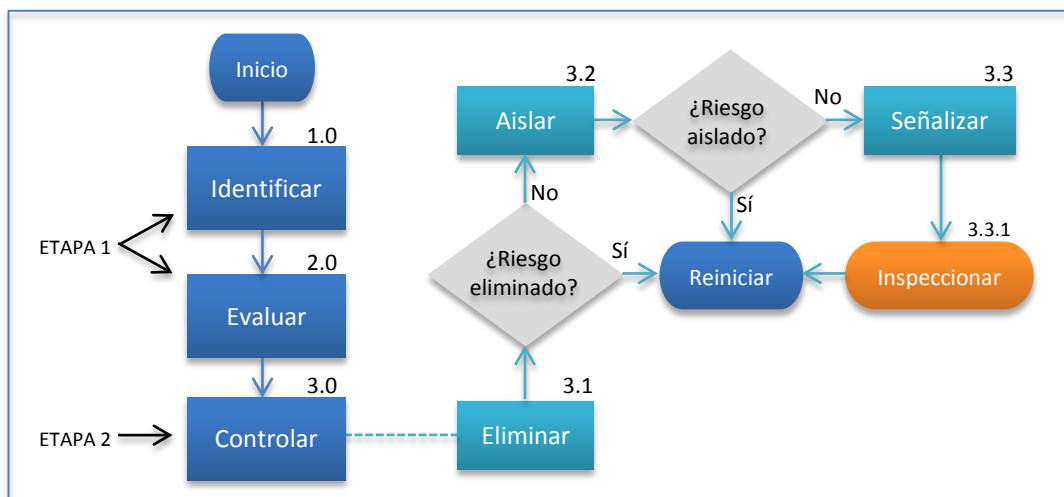 Inicio
1.0
Identificar
ETAPA 1
2.0
Evaluar
3.0
ETAPA 2
Controlar
3.1
Eliminar
¿Riesgo
eliminado?
Sí
No
3.2
Aislar
¿Riesgo
aislado?
No
Sí
3.3
Señalizar
3.3.1
Inspeccionar
Reiniciar